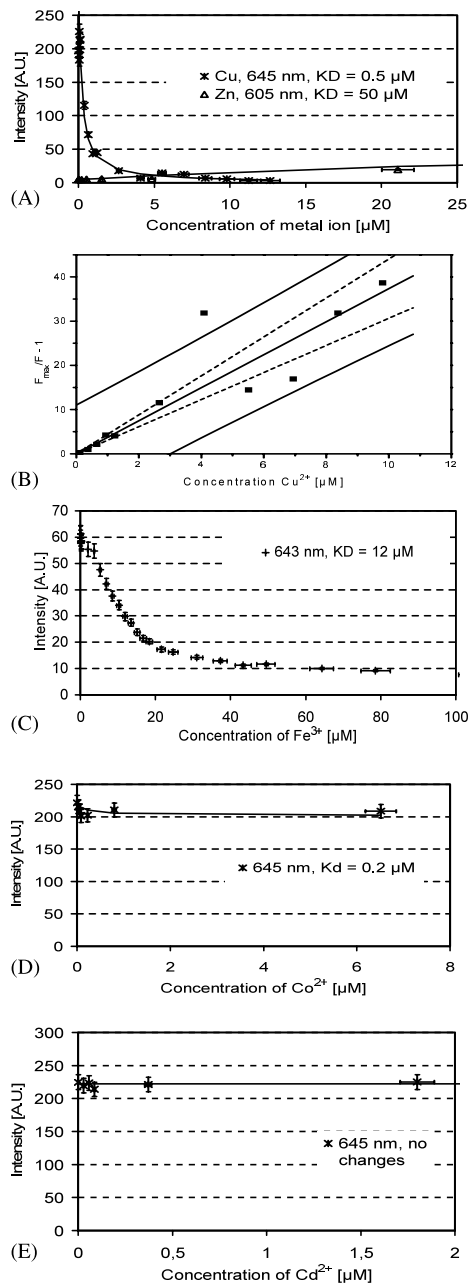 250
200
150
100
50
0
Intensity [A.U.]
Cu, 645 nm, KD = 0.5 µM
Zn, 605 nm, KD = 50 µM
0 5 10 15 20 25
(A)
Concentration of metal ion [µM]
40
30
20
10
0
Fmax/F - 1
0 2 4 6 8 10 12
(B)
Concentration Cu2+ [µM]
70
60
50
40
30
20
10
0
Intensity [A.U.]
+ 643 nm, KD = 12 µM
0 20 40 60 80 100
(C)
Concentration of Fe3+ [µM]
250
200
150
100
50
0
Intensity [A.U.]
645 nm, Kd = 0.2 µM
0 2 4 6 8
(D)
Concentration of Co2+ [µM]
300
250
200
150
100
50
0
Intensity [A.U.]
645 nm, no
changes
0 0,5 1 1,5 2
(E)
Concentration of Cd2+ [µM]